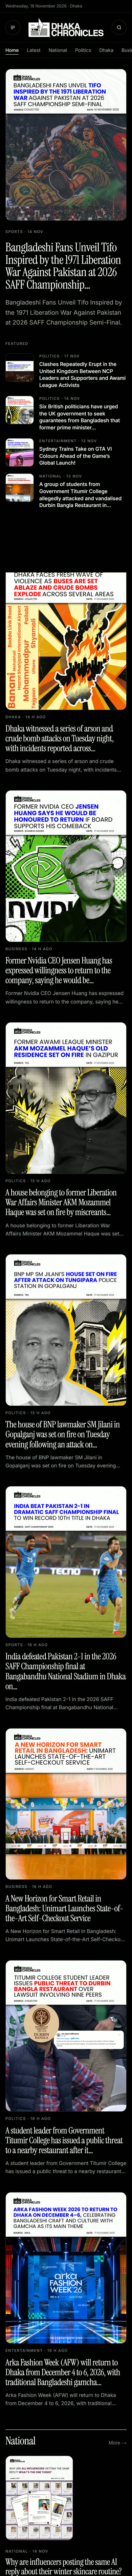 Wednesday, 18 November 2026 · Dhaka
DHAKA
CHRONICLES
Home Latest National Politics Dhaka Busi
DHAKA CHRONICLES
BANGLADESHI FANS UNVEIL TIFO
INSPIRED BY THE 1971 LIBERATION
WAR AGAINST PAKISTAN AT 2026
SAFF CHAMPIONSHIP SEMI-FINAL
SPORTS · 14 NOV
Bangladeshi Fans Unveil Tifo
Inspired by the 1971 Liberation
War Against Pakistan at 2026
SAFF Championship...
Bangladeshi Fans Unveil Tifo Inspired by
the 1971 Liberation War Against Pakistan
at 2026 SAFF Championship Semi-Final.
FEATURED
POLITICS · 17 NOV
Clashes Repeatedly Erupt in the
United Kingdom Between NCP
Leaders and Supporters and Awami
League Activists
POLITICS · 14 NOV
Six British politicians have urged
the UK government to seek
guarantees from Bangladesh that
former prime minister...
ENTERTAINMENT · 13 NOV
Sydney Trains Take on GTA VI
Colours Ahead of the Game's
Global Launch!
NATIONAL · 13 NOV
A group of students from
Government Titumir College
allegedly attacked and vandalised
Durbin Bangla Restaurant in...
DHAKA FACES FRESH WAVE OF
VIOLENCE AS BUSES ARE SET
ABLAZE AND CRUDE BOMBS
EXPLODE ACROSS SEVERAL AREAS
Banani
Mohammadpur
Shyamoli
DHAKA · 14 H AGO
Dhaka witnessed a series of arson and
crude bomb attacks on Tuesday night,
with incidents reported across...
Dhaka witnessed a series of arson and crude
bomb attacks on Tuesday night, with incidents...
DHAKA CHRONICLES
FORMER NVIDIA CEO JENSEN
HUANG SAYS HE WOULD BE
HONOURED TO RETURN IF BOARD
SUPPORTS HIS COMEBACK
BUSINESS · 14 H AGO
Former Nvidia CEO Jensen Huang has
expressed willingness to return to the
company, saying he would be...
Former Nvidia CEO Jensen Huang has expressed
willingness to return to the company, saying he...
DHAKA CHRONICLES
FORMER AWAMI LEAGUE MINISTER
AKM MOZAMMEL HAQUE'S OLD
RESIDENCE SET ON FIRE IN GAZIPUR
POLITICS · 15 H AGO
A house belonging to former Liberation
War Affairs Minister AKM Mozammel
Haque was set on fire by miscreants...
A house belonging to former Liberation War
Affairs Minister AKM Mozammel Haque was set...
DHAKA CHRONICLES
BNP MP SM JILANI'S HOUSE SET ON FIRE
AFTER ATTACK ON TUNGIPARA POLICE
STATION IN GOPALGANJ
POLITICS · 15 H AGO
The house of BNP lawmaker SM Jilani in
Gopalganj was set on fire on Tuesday
evening following an attack on...
The house of BNP lawmaker SM Jilani in
Gopalganj was set on fire on Tuesday evening...
DHAKA CHRONICLES
INDIA BEAT PAKISTAN 2-1 IN
DRAMATIC SAFF CHAMPIONSHIP FINAL
TO WIN RECORD 10TH TITLE IN DHAKA
SPORTS · 16 H AGO
India defeated Pakistan 2-1 in the 2026
SAFF Championship final at
Bangabandhu National Stadium in Dhaka
on...
India defeated Pakistan 2-1 in the 2026 SAFF
Championship final at Bangabandhu National...
DHAKA CHRONICLES
A NEW HORIZON FOR SMART
RETAIL IN BANGLADESH: UNIMART
LAUNCHES STATE-OF-THE-ART
SELF-CHECKOUT SERVICE
BUSINESS · 16 H AGO
A New Horizon for Smart Retail in
Bangladesh: Unimart Launches State-of-
the-Art Self-Checkout Service
A New Horizon for Smart Retail in Bangladesh:
Unimart Launches State-of-the-Art Self-Checko...
DHAKA CHRONICLES
TITUMIR COLLEGE STUDENT LEADER
ISSUES PUBLIC THREAT TO DURBIN
BANGLA RESTAURANT OVER
LAWSUIT INVOLVING NINE PEERS
DURBIN
POLITICS · 18 H AGO
A student leader from Government
Titumir College has issued a public threat
to a nearby restaurant after it...
A student leader from Government Titumir College
has issued a public threat to a nearby restaurant...
DHAKA CHRONICLES
ARKA FASHION WEEK 2026 TO RETURN TO
DHAKA ON DECEMBER 4–6, CELEBRATING
BANGLADESHI CRAFT AND CULTURE WITH
GAMCHA AS ITS MAIN THEME
arka
FASHION
WEEK'26
ENTERTAINMENT · 19 H AGO
Arka Fashion Week (AFW) will return to
Dhaka from December 4 to 6, 2026, with
traditional Bangladeshi gamcha...
Arka Fashion Week (AFW) will return to Dhaka
from December 4 to 6, 2026, with traditional...
National
More →
NATIONAL · 14 NOV
Why are influencers posting the same AI
reply about their winter skincare routine?